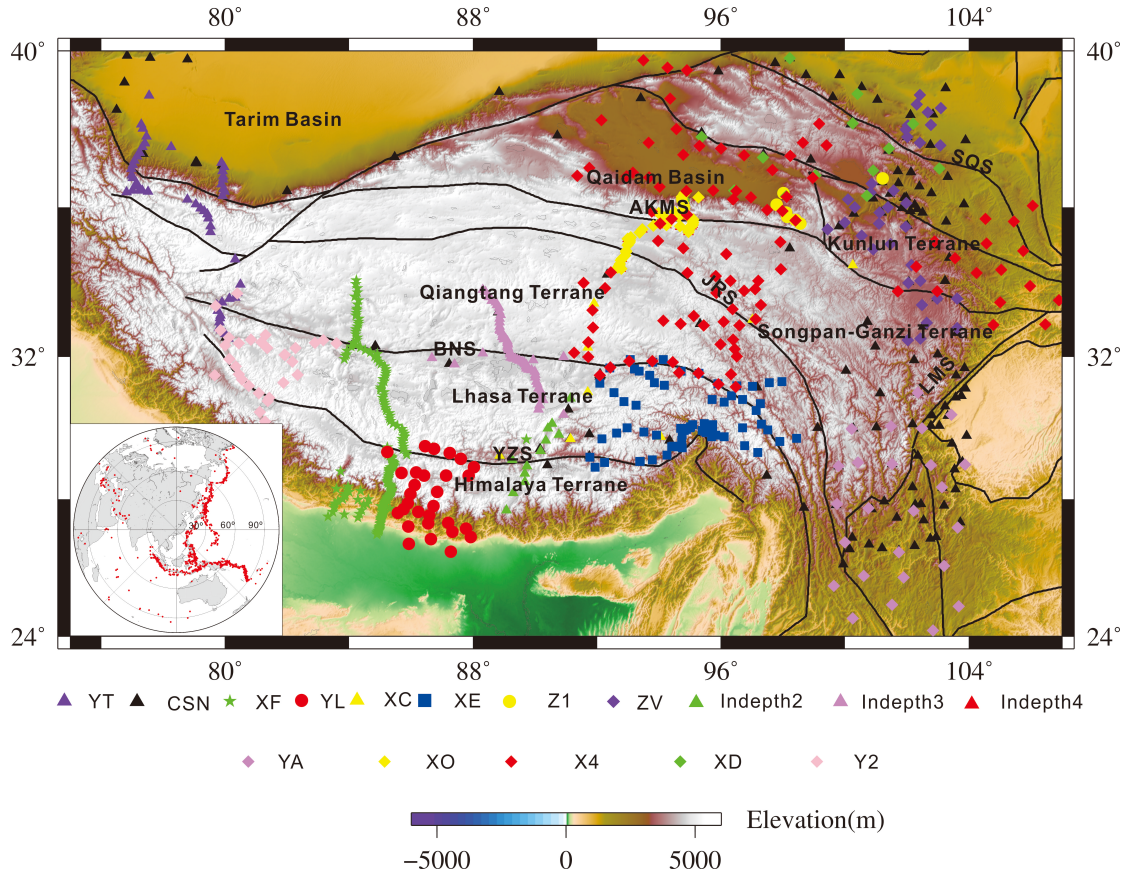 80° 88° 96° 104°
40° 40°
Tarim Basin
SQS
Qaidam Basin
AKMS
Kunlun Terrane
JRS
Qiangtang Terrane
Songpan-Ganzi Terrane
32° BNS 32°
LMS
Lhasa Terrane
YZS
Himalaya Terrane
30° 60° 90°
24° 24°
80° 88° 96° 104°
YT CSN XF YL XC XE Z1 ZV Indepth2 Indepth3 Indepth4
YA XO X4 XD Y2
Elevation(m)
−5000 0 5000